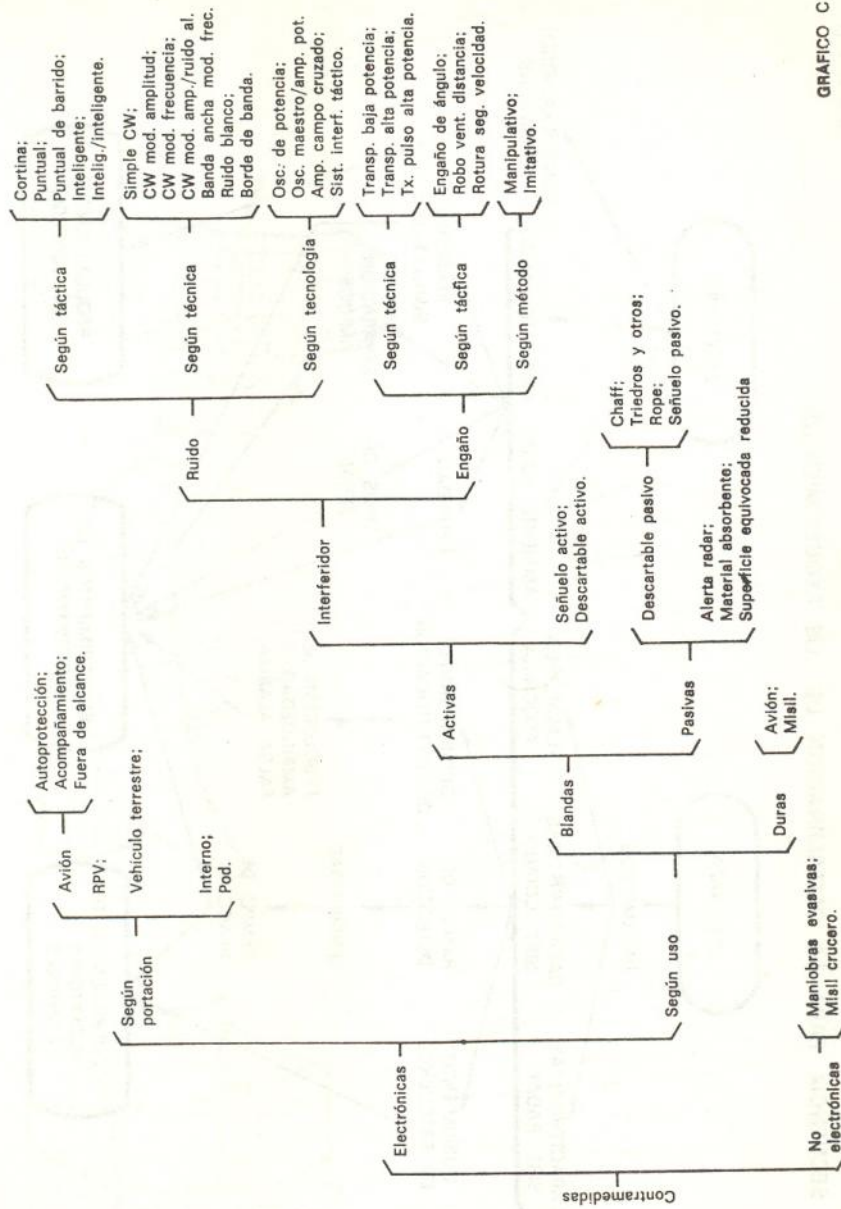 Contramedidas
Electrónicas
Según
portación
Avión
Autoprotección;
Acompañamiento;
Fuera de alcance.
RPV;
Vehículo terrestre;
Interno;
Pod.
Según uso
Blandas
Activas
Interferidor
Ruido
Según táctica
Cortina;
Puntual;
Puntual de barrido;
Inteligente;
Intelig./inteligente.
Según técnica
Simple CW;
CW mod. amplitud;
CW mod. frecuencia;
CW mod. amp./ruido al.
Banda ancha mod. frec.
Ruido blanco;
Borde de banda.
Según tecnología
Osc. de potencia;
Osc. maestro/amp. pot.
Amp. campo cruzado;
Sist. interf. táctico.
Engaño
Según técnica
Transp. baja potencia;
Transp. alta potencia;
Tx. pulso alta potencia.
Según táctica
Engaño de ángulo;
Robo vent. distancia;
Rotura seg. velocidad.
Según método
Manipulativo;
Imitativo.
Señuelo activo;
Descartable activo.
Pasivas
Descartable pasivo
Chaff;
Triedros y otros;
Rope;
Señuelo pasivo.
Alerta radar;
Material absorbente;
Superficie equivocada reducida
Duras
Avión;
Misil.
No
electrónicas
Maniobras evasivas;
Misil crucero.
GRAFICO C